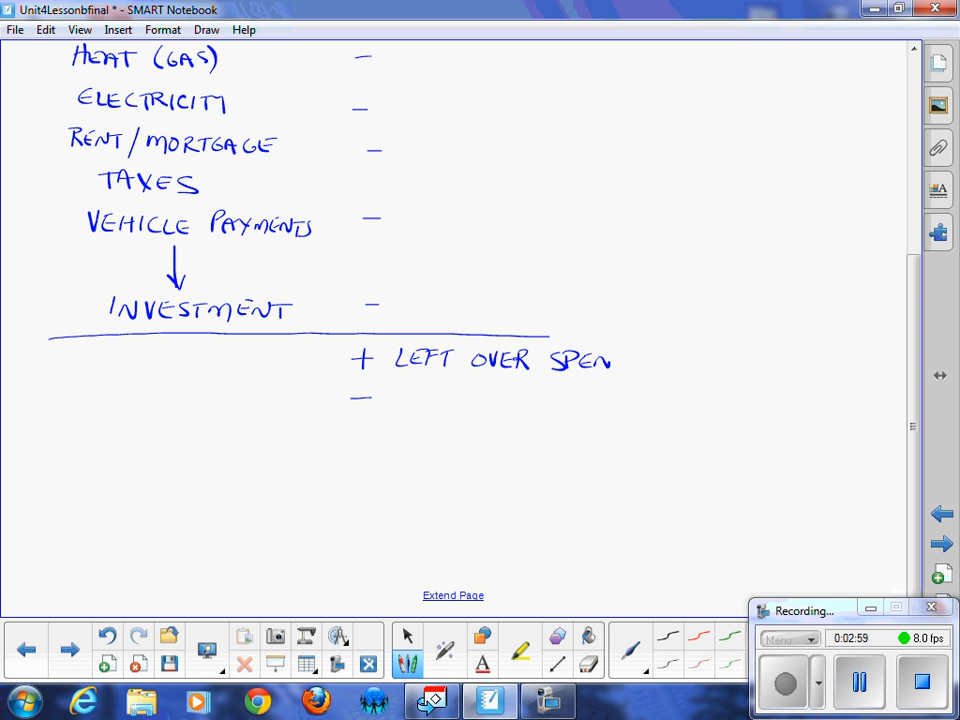 Unit4Lessonbfinal * - SMART Notebook
File Edit View Insert Format Draw Help
HEAT (GAS) –
ELECTRICITY –
RENT/MORTGAGE –
TAXES
VEHICLE PAYMENTS –
↓
INVESTMENT –
+ LEFT OVER SPEN
–
Extend Page
Recording...
Menu 0:02:59 8.0 fps